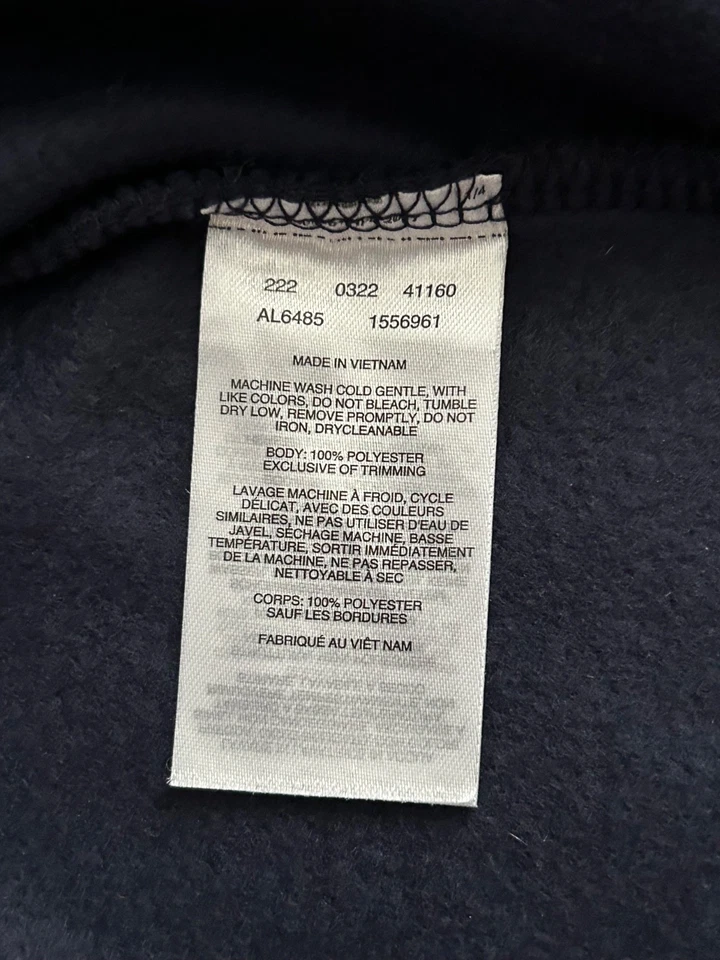 222 0322 41160
AL6485 1556961
MADE IN VIETNAM
MACHINE WASH COLD GENTLE, WITH
LIKE COLORS, DO NOT BLEACH, TUMBLE
DRY LOW, REMOVE PROMPTLY, DO NOT
IRON, DRYCLEANABLE
BODY: 100% POLYESTER
EXCLUSIVE OF TRIMMING
LAVAGE MACHINE À FROID, CYCLE
DÉLICAT, AVEC DES COULEURS
SIMILAIRES, NE PAS UTILISER D'EAU DE
JAVEL, SÉCHAGE MACHINE, BASSE
TEMPÉRATURE, SORTIR IMMÉDIATEMENT
DE LA MACHINE, NE PAS REPASSER,
NETTOYABLE À SEC
CORPS: 100% POLYESTER
SAUF LES BORDURES
FABRIQUÉ AU VIÊT NAM